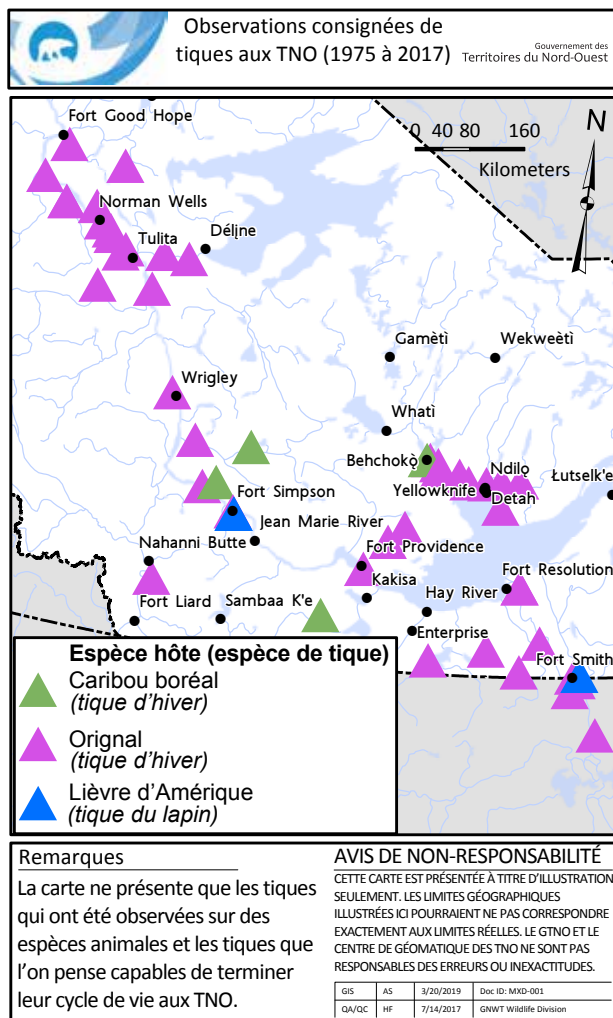 Observations consignées de
tiques aux TNO (1975 à 2017)
Gouvernement des
Territoires du Nord-Ouest
Fort Good Hope
0 40 80 160
Kilometers
N
Norman Wells
Tulita
Délı̨nę
Gamètì
Wekweètì
Wrigley
Whatì
Behchokǫ̀
Ndilǫ
Łutselk'e
Yellowknife
Detah
Fort Simpson
Jean Marie River
Nahanni Butte
Fort Providence
Kakisa
Fort Resolution
Hay River
Fort Liard
Sambaa K'e
Enterprise
Fort Smith
Espèce hôte (espèce de tique)
Caribou boréal
(tique d'hiver)
Orignal
(tique d'hiver)
Lièvre d'Amérique
(tique du lapin)
Remarques
La carte ne présente que les tiques
qui ont été observées sur des
espèces animales et les tiques que
l'on pense capables de terminer
leur cycle de vie aux TNO.
AVIS DE NON-RESPONSABILITÉ
CETTE CARTE EST PRÉSENTÉE À TITRE D'ILLUSTRATION
SEULEMENT. LES LIMITES GÉOGRAPHIQUES
ILLUSTRÉES ICI POURRAIENT NE PAS CORRESPONDRE
EXACTEMENT AUX LIMITES RÉELLES. LE GTNO ET LE
CENTRE DE GÉOMATIQUE DES TNO NE SONT PAS
RESPONSABLES DES ERREURS OU INEXACTITUDES.
GIS AS 3/20/2019 Doc ID: MXD-001
QA/QC HF 7/14/2017 GNWT Wildlife Division